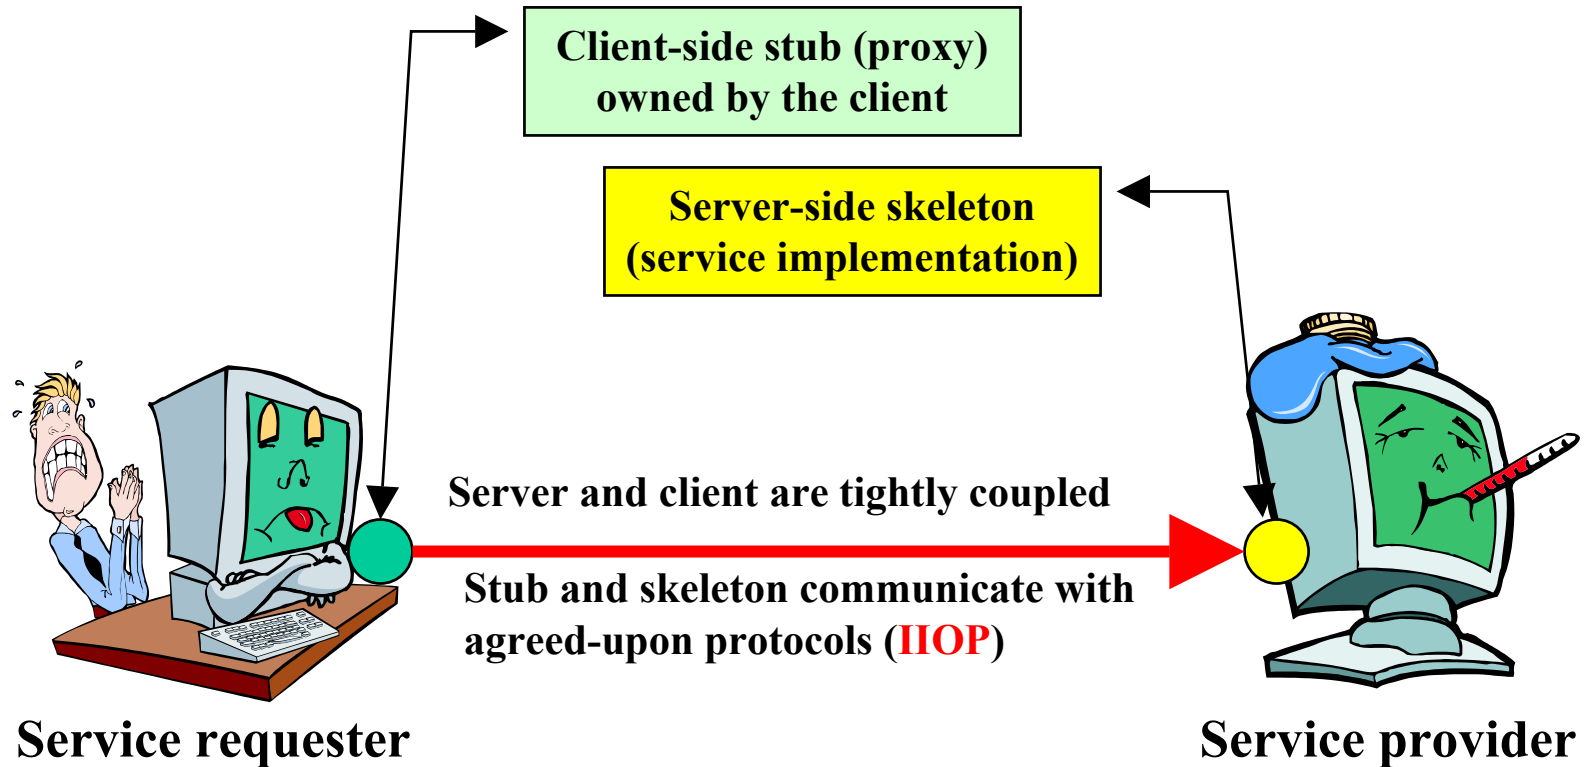 Client-side stub (proxy)
owned by the client
Server-side skeleton
(service implementation)
Server and client are tightly coupled
Stub and skeleton communicate with
agreed-upon protocols (IIOP)
Service requester
Service provider